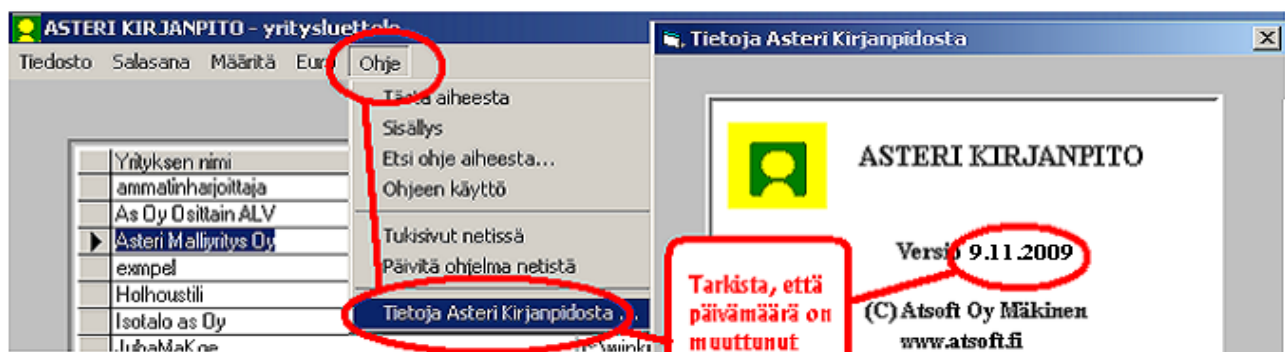 ASTERI KIRJANPITO - yritysluettelo
Tiedosto Salasana Määritä Euro Ohje
Tästä aiheesta
Sisällys
Etsi ohje aiheesta...
Ohjeen käyttö
Tukisivut netissä
Päivitä ohjelma netistä
Tietoja Asteri Kirjanpidosta ...
Yrityksen nimi
ammatinharjoittaja
As Oy Osittain ALV
Asteri Malliyritys Oy
exmpel
Holhoustili
Isotalo as Oy
Tarkista, että
päivämäärä on
muuttunut
Tietoja Asteri Kirjanpidosta
ASTERI KIRJANPITO
Versio 9.11.2009
(C) Atsoft Oy Mäkinen
www.atsoft.fi